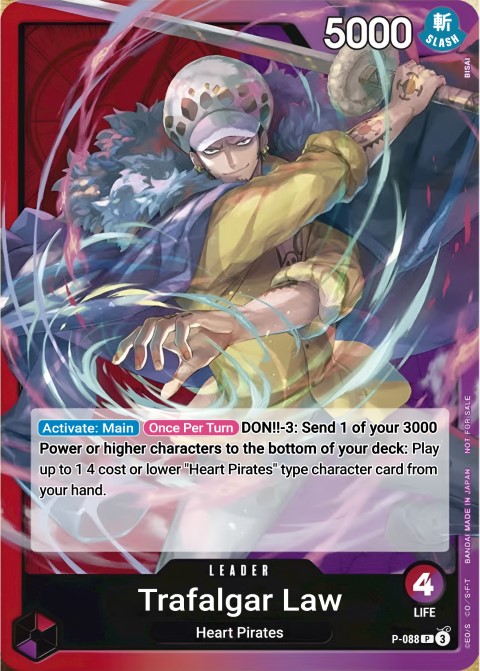 5000
斬
SLASH
BISAI
Activate: Main Once Per Turn DON!!-3: Send 1 of your 3000
Power or higher characters to the bottom of your deck: Play
up to 1 4 cost or lower "Heart Pirates" type character card from
your hand.
©E.O/S ©O/S・F・T BANDAI MADE IN JAPAN NOT FOR SALE
LEADER
Trafalgar Law
Heart Pirates
4
LIFE
P-088 P 3